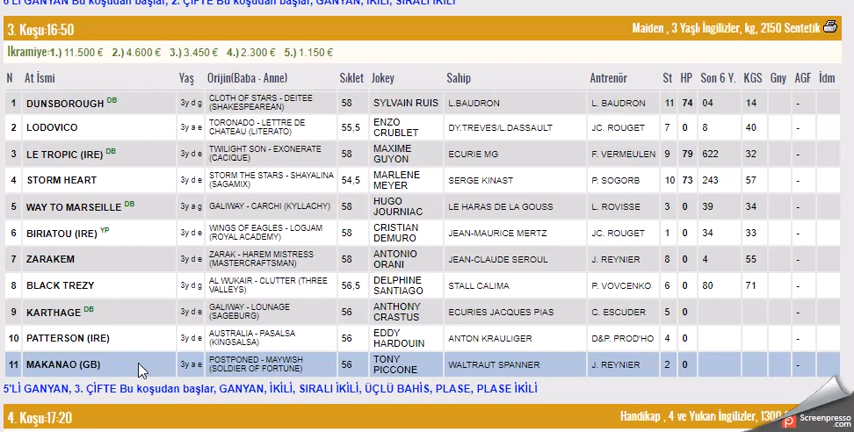 6'Lİ GANYAN Bu koşudan başlar, 2. ÇİFTE Bu koşudan başlar, GANYAN, İKİLİ, SIRALI İKİLİ
3. Koşu:16:50 Maiden , 3 Yaşlı İngilizler, kg, 2150 Sentetik
İkramiye:1.) 11.500 € 2.) 4.600 € 3.) 3.450 € 4.) 2.300 € 5.) 1.150 €
N At İsmi Yaş Orijin(Baba - Anne) Sıklet Jokey Sahip Antrenör St HP Son 6 Y. KGS Gny AGF İdm
1 DUNSBOROUGH DB 3y d g CLOTH OF STARS - DEITEE (SHAKESPEAREAN) 58 SYLVAIN RUIS L.BAUDRON L. BAUDRON 11 74 04 14 -
2 LODOVICO 3y a e TORONADO - LETTRE DE CHATEAU (LITERATO) 55,5 ENZO CRUBLET DY.TREVES/L.DASSAULT JC. ROUGET 7 0 8 40 -
3 LE TROPIC (IRE) DB 3y d e TWILIGHT SON - EXONERATE (CACIQUE) 58 MAXIME GUYON ECURIE MG F. VERMEULEN 9 79 622 32 -
4 STORM HEART 3y d e STORM THE STARS - SHAYALINA (SAGAMIX) 54,5 MARLENE MEYER SERGE KINAST P. SOGORB 10 73 243 57 -
5 WAY TO MARSEILLE DB 3y a g GALIWAY - CARCHI (KYLLACHY) 58 HUGO JOURNIAC LE HARAS DE LA GOUSS L. ROVISSE 3 0 39 34 -
6 BIRIATOU (IRE) YP 3y d e WINGS OF EAGLES - LOGJAM (ROYAL ACADEMY) 58 CRISTIAN DEMURO JEAN-MAURICE MERTZ JC. ROUGET 1 0 34 33 -
7 ZARAKEM 3y d e ZARAK - HAREM MISTRESS (MASTERCRAFTSMAN) 58 ANTONIO ORANI JEAN-CLAUDE SEROUL J. REYNIER 8 0 4 55 -
8 BLACK TREZY 3y d g AL WUKAIR - CLUTTER (THREE VALLEYS) 56,5 DELPHINE SANTIAGO STALL CALIMA P. VOVCENKO 6 0 80 71 -
9 KARTHAGE DB 3y d e GALIWAY - LOUNAGE (SAGEBURG) 56 ANTHONY CRASTUS ECURIES JACQUES PIAS C. ESCUDER 5 0 -
10 PATTERSON (IRE) 3y d e AUSTRALIA - PASALSA (KINGSALSA) 56 EDDY HARDOUIN ANTON KRAULIGER D&P. PROD'HO 4 0 -
11 MAKANAO (GB) 3y a e POSTPONED - MAYWISH (SOLDIER OF FORTUNE) 56 TONY PICCONE WALTRAUT SPANNER J. REYNIER 2 0 -
5'Lİ GANYAN, 3. ÇİFTE Bu koşudan başlar, GANYAN, İKİLİ, SIRALI İKİLİ, ÜÇLÜ BAHİS, PLASE, PLASE İKİLİ
4. Koşu:17:20 Handikap , 4 ve Yukarı İngilizler, 1300
Screenpresso
.com